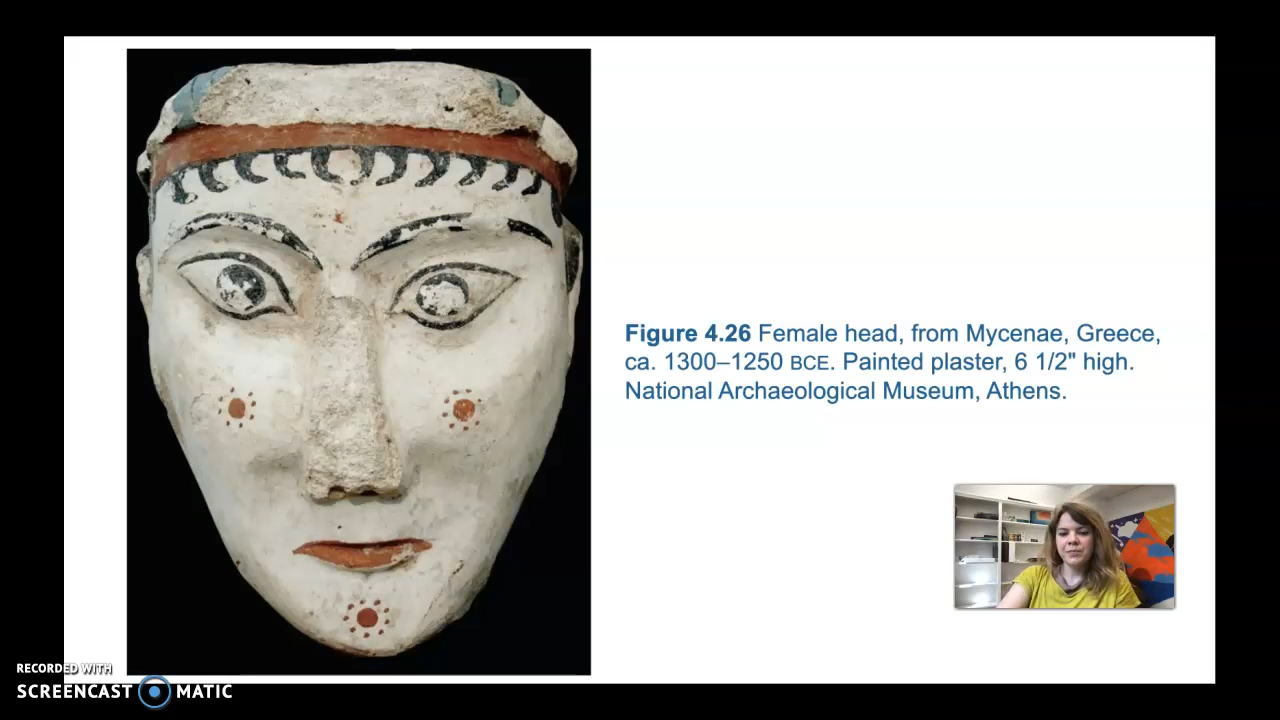 Figure 4.26 Female head, from Mycenae, Greece,
ca. 1300–1250 BCE. Painted plaster, 6 1/2" high.
National Archaeological Museum, Athens.
RECORDED WITH
SCREENCAST MATIC